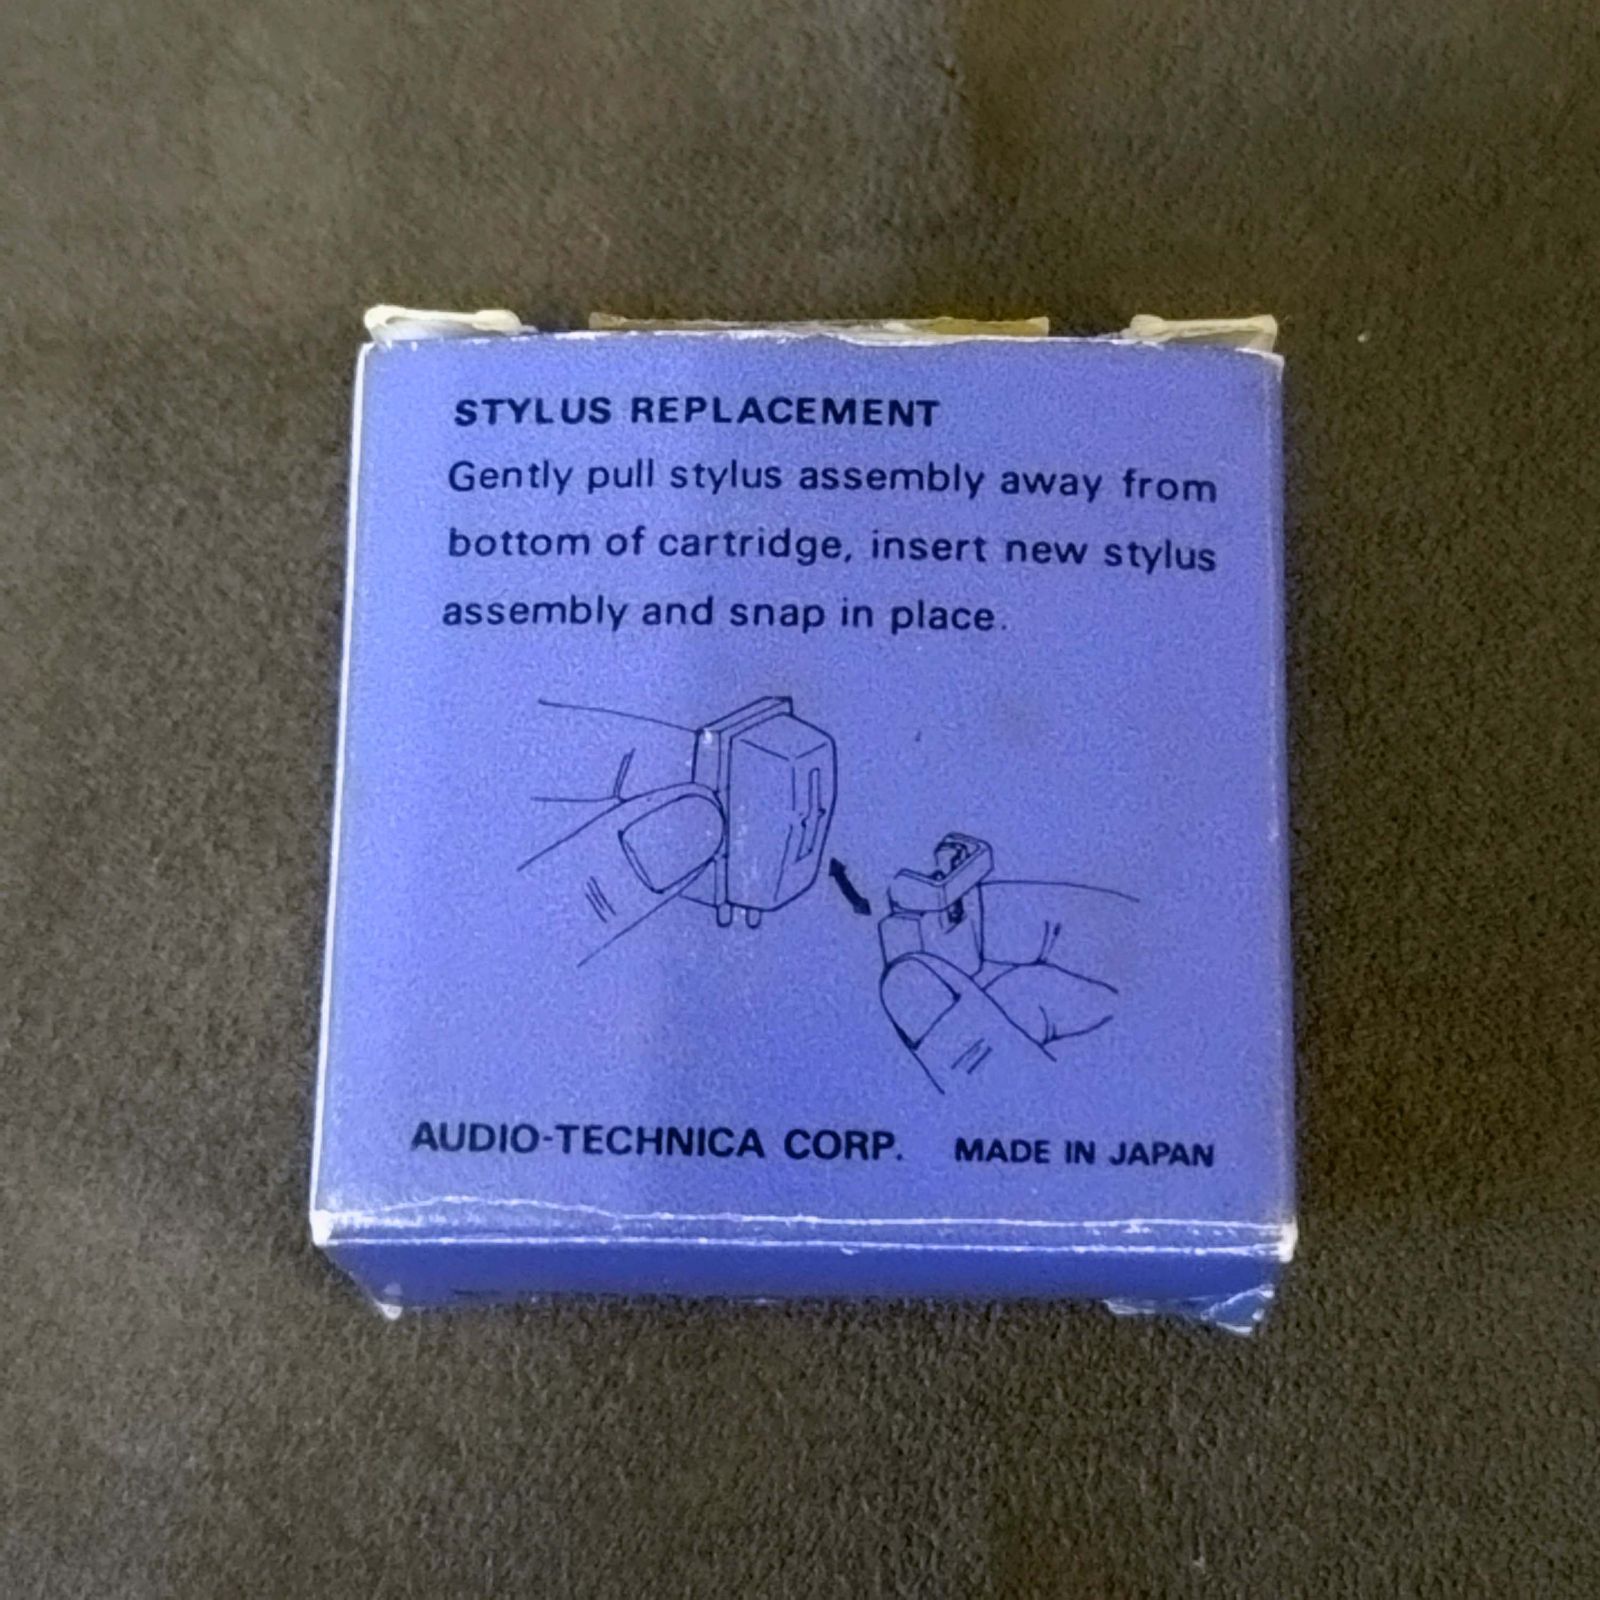 STYLUS REPLACEMENT
Gently pull stylus assembly away from
bottom of cartridge, insert new stylus
assembly and snap in place.
AUDIO-TECHNICA CORP. MADE IN JAPAN